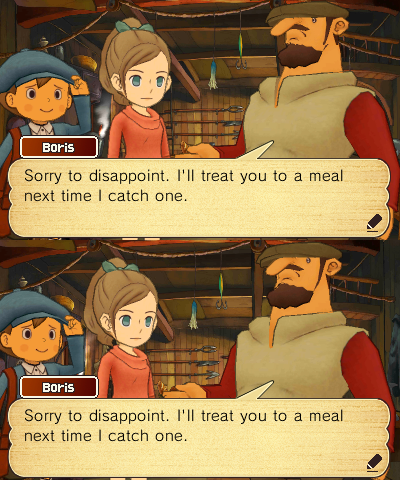 Boris
Sorry to disappoint. I'll treat you to a meal
next time I catch one.
Boris
Sorry to disappoint. I'll treat you to a meal
next time I catch one.